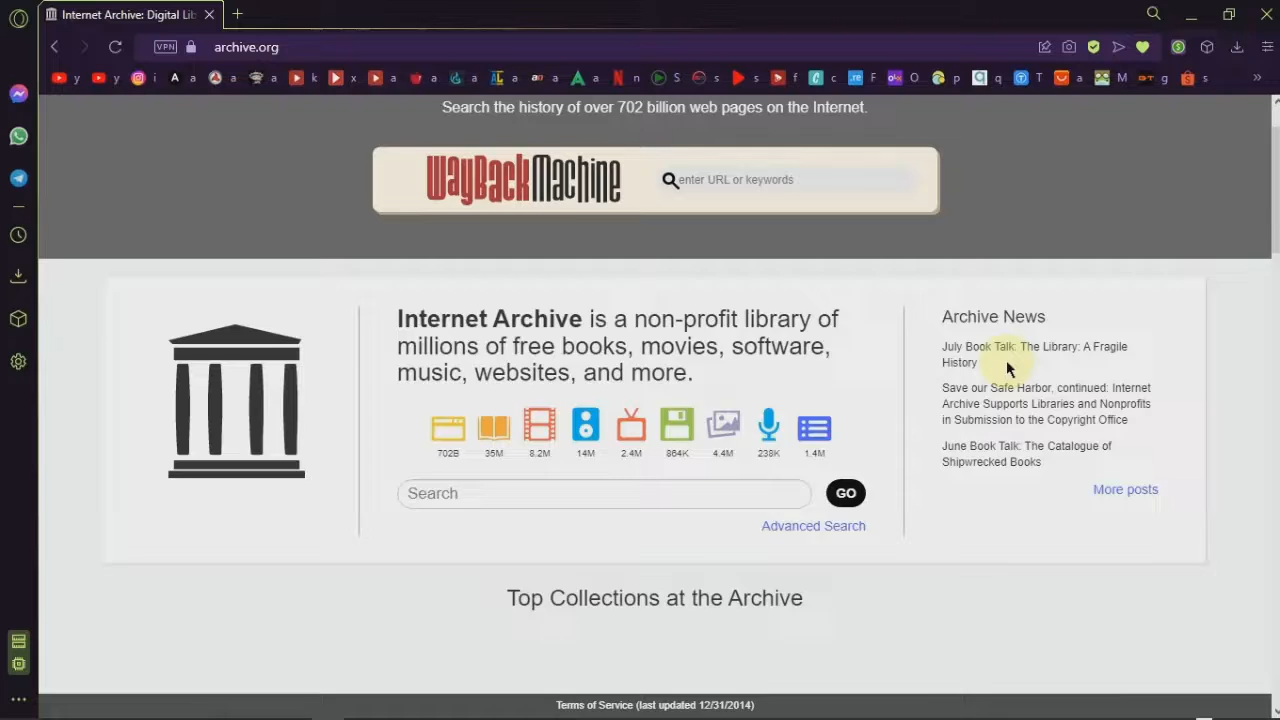 Internet Archive: Digital Lib
VPN
archive.org
y
y
i
a
a
a
k
x
a
a
a
a
a
a
n
S
s
s
f
c
F
O
p
q
T
a
M
g
s
»
Search the history of over 702 billion web pages on the Internet.
WayBackMachine
enter URL or keywords
Internet Archive is a non-profit library of
millions of free books, movies, software,
music, websites, and more.
702B 35M 8.2M 14M 2.4M 864K 4.4M 238K 1.4M
Search
GO
Advanced Search
Archive News
July Book Talk: The Library: A Fragile
History
Save our Safe Harbor, continued: Internet
Archive Supports Libraries and Nonprofits
in Submission to the Copyright Office
June Book Talk: The Catalogue of
Shipwrecked Books
More posts
Top Collections at the Archive
Terms of Service (last updated 12/31/2014)